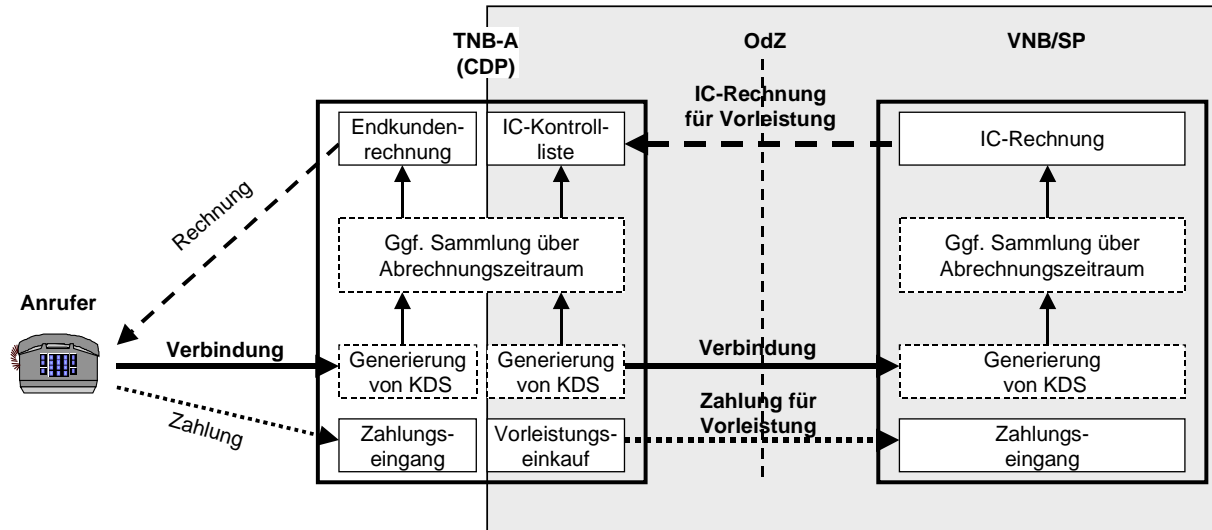 TNB-A
(CDP)
OdZ
VNB/SP
IC-Rechnung
für Vorleistung
Endkunden-
rechnung
IC-Kontroll-
liste
IC-Rechnung
Rechnung
Ggf. Sammlung über
Abrechnungszeitraum
Ggf. Sammlung über
Abrechnungszeitraum
Anrufer
Verbindung
Generierung
von KDS
Generierung
von KDS
Verbindung
Generierung
von KDS
Zahlung
Zahlungs-
eingang
Vorleistungs-
einkauf
Zahlung für
Vorleistung
Zahlungs-
eingang